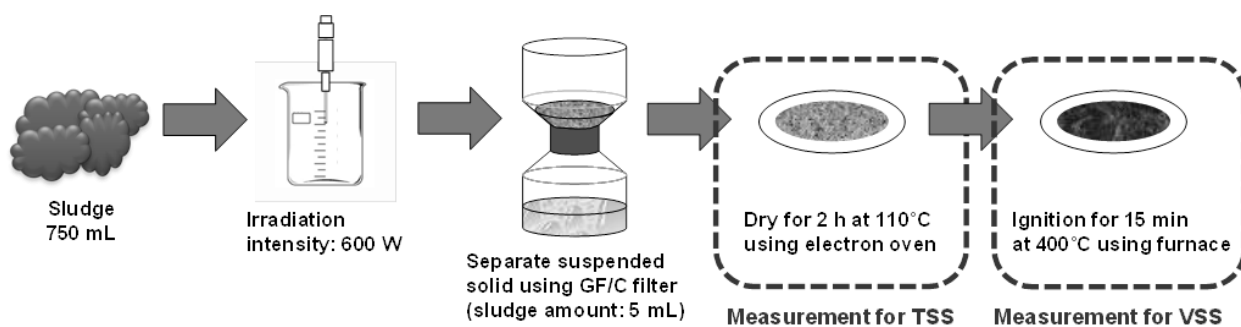 Sludge
750 mL
Irradiation
intensity: 600 W
Separate suspended
solid using GF/C filter
(sludge amount: 5 mL)
Dry for 2 h at 110°C
using electron oven
Measurement for TSS
Ignition for 15 min
at 400°C using furnace
Measurement for VSS